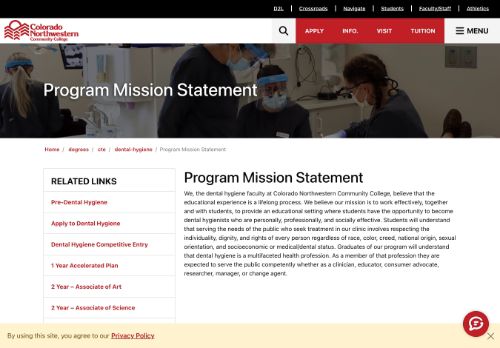 D2L
Crossroads
Navigate
Students
Faculty/Staff
Athletics
Colorado
Northwestern
Community College
APPLY
INFO.
VISIT
TUITION
MENU
Program Mission Statement
Home / degrees / cte / dental-hygiene / Program Mission Statement
RELATED LINKS
Pre-Dental Hygiene
Apply to Dental Hygiene
Dental Hygiene Competitive Entry
1 Year Accelerated Plan
2 Year – Associate of Art
2 Year – Associate of Science
Program Mission Statement
We, the dental hygiene faculty at Colorado Northwestern Community College, believe that the
educational experience is a lifelong process. We believe our mission is to work effectively, together
and with students, to provide an educational setting where students have the opportunity to become
dental hygienists who are personally, professionally, and socially effective. Students will understand
that serving the needs of the public who seek treatment in our clinic involves respecting the
individuality, dignity, and rights of every person regardless of race, color, creed, national origin, sexual
orientation, and socioeconomic or medical/dental status. Graduates of our program will understand
that dental hygiene is a multifaceted health profession. As a member of that profession they are
expected to serve the public competently whether as a clinician, educator, consumer advocate,
researcher, manager, or change agent.
By using this site, you agree to our Privacy Policy